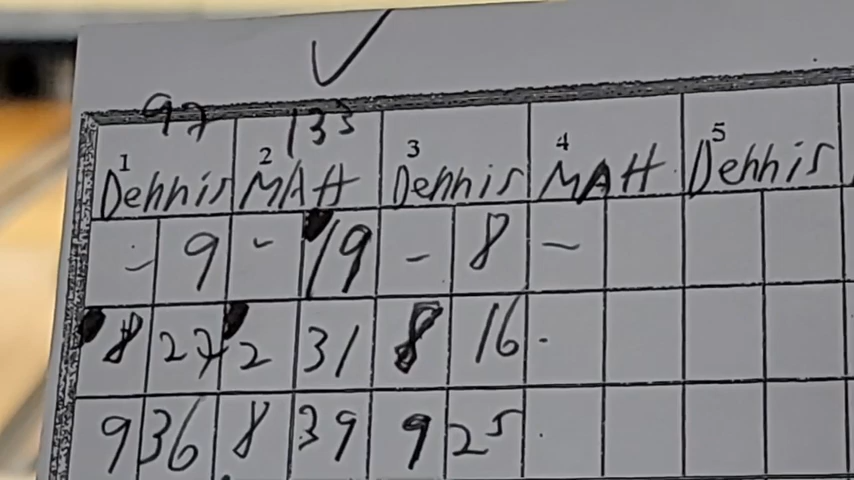 97 133
1 2 3 4 5
Dennis MATT Dennis MATT Dennis
- 9 - 19 - 8 -
8 27 2 31 8 16 -
9 36 8 39 9 25